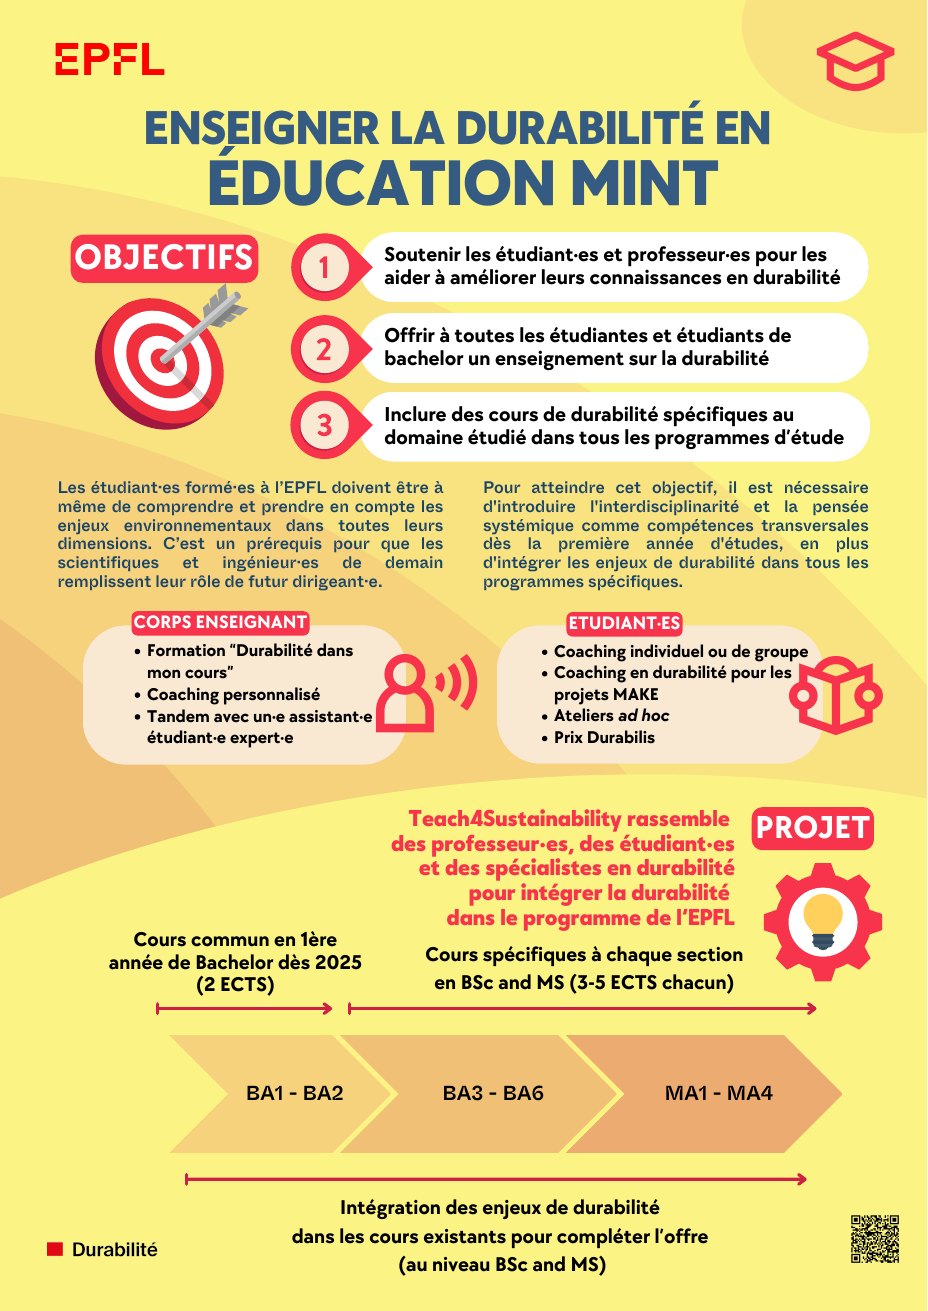 EPFL
ENSEIGNER LA DURABILITÉ EN
ÉDUCATION MINT
OBJECTIFS
1
Soutenir les étudiant·es et professeur·es pour les
aider à améliorer leurs connaissances en durabilité
2
Offrir à toutes les étudiantes et étudiants de
bachelor un enseignement sur la durabilité
3
Inclure des cours de durabilité spécifiques au
domaine étudié dans tous les programmes d'étude
Les étudiant·es formé·es à l'EPFL doivent être à
même de comprendre et prendre en compte les
enjeux environnementaux dans toutes leurs
dimensions. C'est un prérequis pour que les
scientifiques et ingénieur·es de demain
remplissent leur rôle de futur dirigeant·e.
Pour atteindre cet objectif, il est nécessaire
d'introduire l'interdisciplinarité et la pensée
systémique comme compétences transversales
dès la première année d'études, en plus
d'intégrer les enjeux de durabilité dans tous les
programmes spécifiques.
CORPS ENSEIGNANT
• Formation "Durabilité dans
mon cours"
• Coaching personnalisé
• Tandem avec un·e assistant·e
étudiant·e expert·e
ETUDIANT·ES
• Coaching individuel ou de groupe
• Coaching en durabilité pour les
projets MAKE
• Ateliers ad hoc
• Prix Durabilis
Teach4Sustainability rassemble
des professeur·es, des étudiant·es
et des spécialistes en durabilité
pour intégrer la durabilité
dans le programme de l'EPFL
PROJET
Cours commun en 1ère
année de Bachelor dès 2025
(2 ECTS)
Cours spécifiques à chaque section
en BSc and MS (3-5 ECTS chacun)
BA1 - BA2
BA3 - BA6
MA1 - MA4
Intégration des enjeux de durabilité
dans les cours existants pour compléter l'offre
(au niveau BSc and MS)
Durabilité